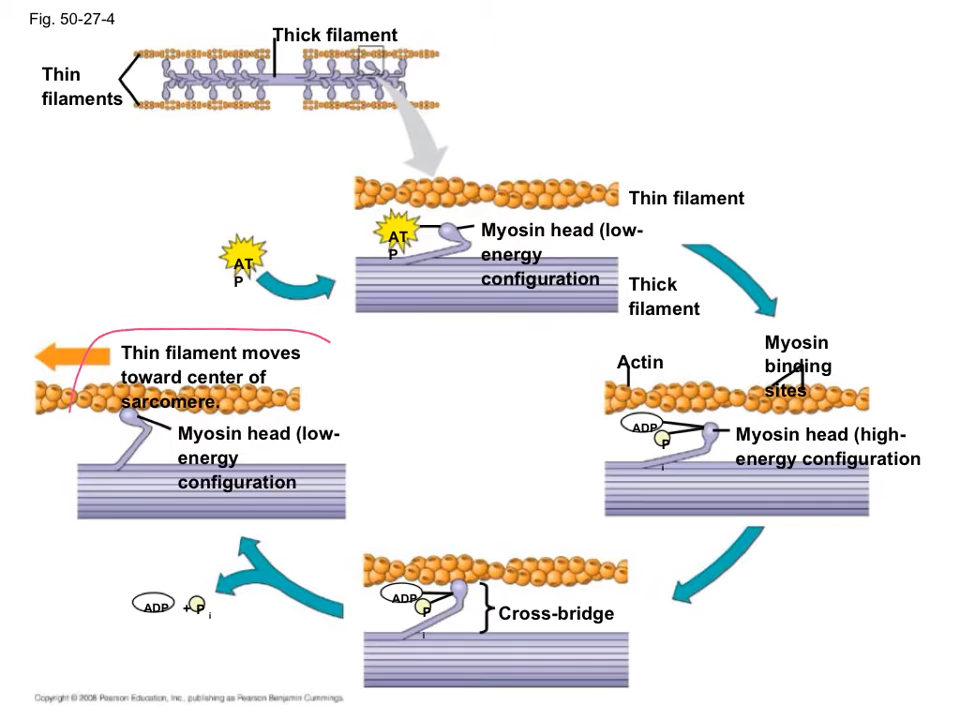 Fig. 50-27-4
Thick filament
Thin
filaments
Thin filament
Myosin head (low-
energy
configuration
AT
P
AT
P
Thick
filament
Thin filament moves
toward center of
sarcomere.
Actin
Myosin
binding
sites
Myosin head (low-
energy
configuration
ADP
P
i
Myosin head (high-
energy configuration
ADP
+ P
i
ADP
P
i
Cross-bridge
Copyright © 2008 Pearson Education, Inc., publishing as Pearson Benjamin Cummings